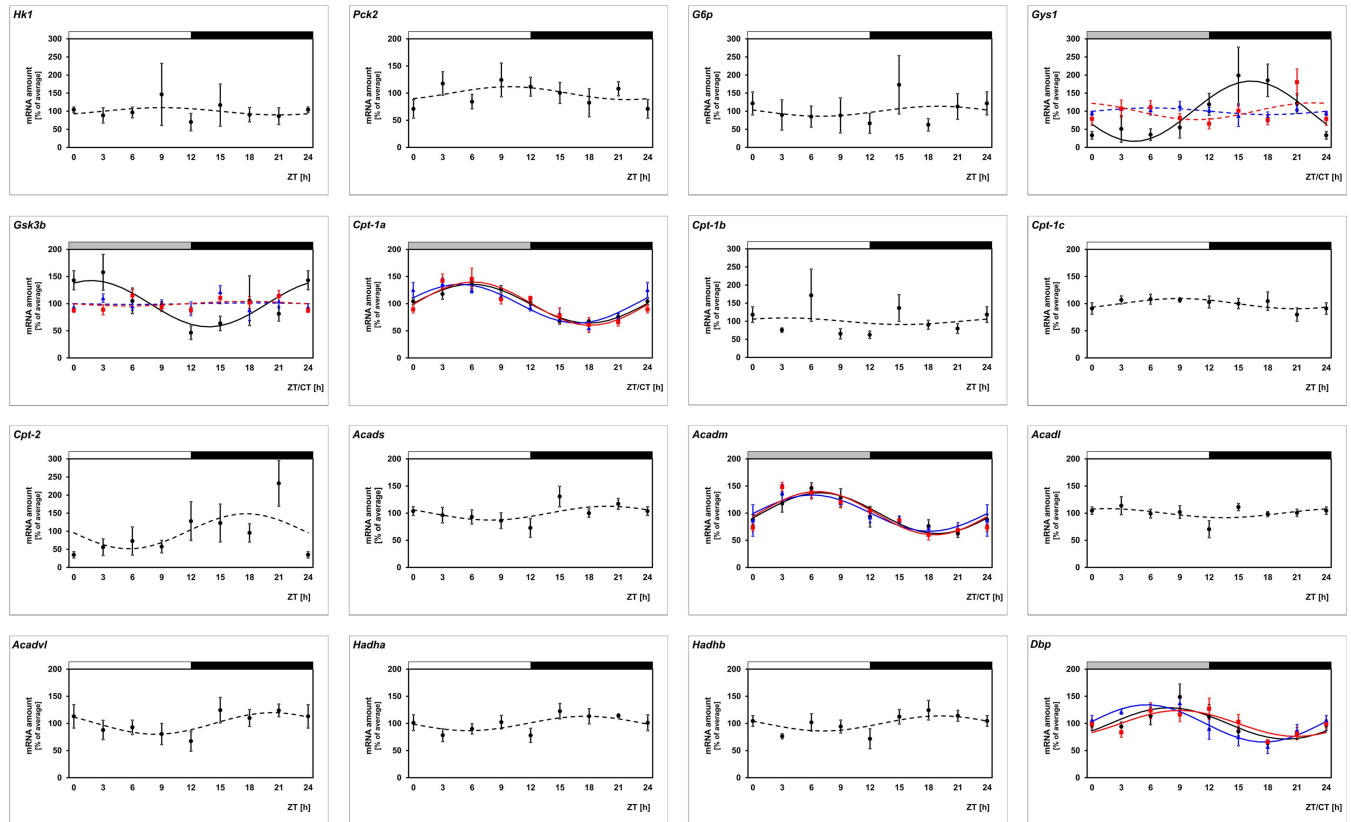 Hk1
mRNA amount
[% of average]
300
250
200
150
100
50
0
0 3 6 9 12 15 18 21 24
ZT [h]
Pck2
mRNA amount
[% of average]
200
150
100
50
0
0 3 6 9 12 15 18 21 24
ZT [h]
G6p
mRNA amount
[% of average]
300
250
200
150
100
50
0
0 3 6 9 12 15 18 21 24
ZT [h]
Gys1
mRNA amount
[% of average]
300
250
200
150
100
50
0
0 3 6 9 12 15 18 21 24
ZT/CT [h]
Gsk3b
mRNA amount
[% of average]
200
150
100
50
0
0 3 6 9 12 15 18 21 24
ZT/CT [h]
Cpt-1a
mRNA amount
[% of average]
200
150
100
50
0
0 3 6 9 12 15 18 21 24
ZT/CT [h]
Cpt-1b
mRNA amount
[% of average]
300
250
200
150
100
50
0
0 3 6 9 12 15 18 21 24
ZT [h]
Cpt-1c
mRNA amount
[% of average]
200
150
100
50
0
0 3 6 9 12 15 18 21 24
ZT [h]
Cpt-2
mRNA amount
[% of average]
300
250
200
150
100
50
0
0 3 6 9 12 15 18 21 24
ZT [h]
Acads
mRNA amount
[% of average]
200
150
100
50
0
0 3 6 9 12 15 18 21 24
ZT [h]
Acadm
mRNA amount
[% of average]
200
150
100
50
0
0 3 6 9 12 15 18 21 24
ZT/CT [h]
Acadl
mRNA amount
[% of average]
200
150
100
50
0
0 3 6 9 12 15 18 21 24
ZT [h]
Acadvl
mRNA amount
[% of average]
200
150
100
50
0
0 3 6 9 12 15 18 21 24
ZT [h]
Hadha
mRNA amount
[% of average]
200
150
100
50
0
0 3 6 9 12 15 18 21 24
ZT [h]
Hadhb
mRNA amount
[% of average]
200
150
100
50
0
0 3 6 9 12 15 18 21 24
ZT [h]
Dbp
mRNA amount
[% of average]
200
150
100
50
0
0 3 6 9 12 15 18 21 24
ZT/CT [h]